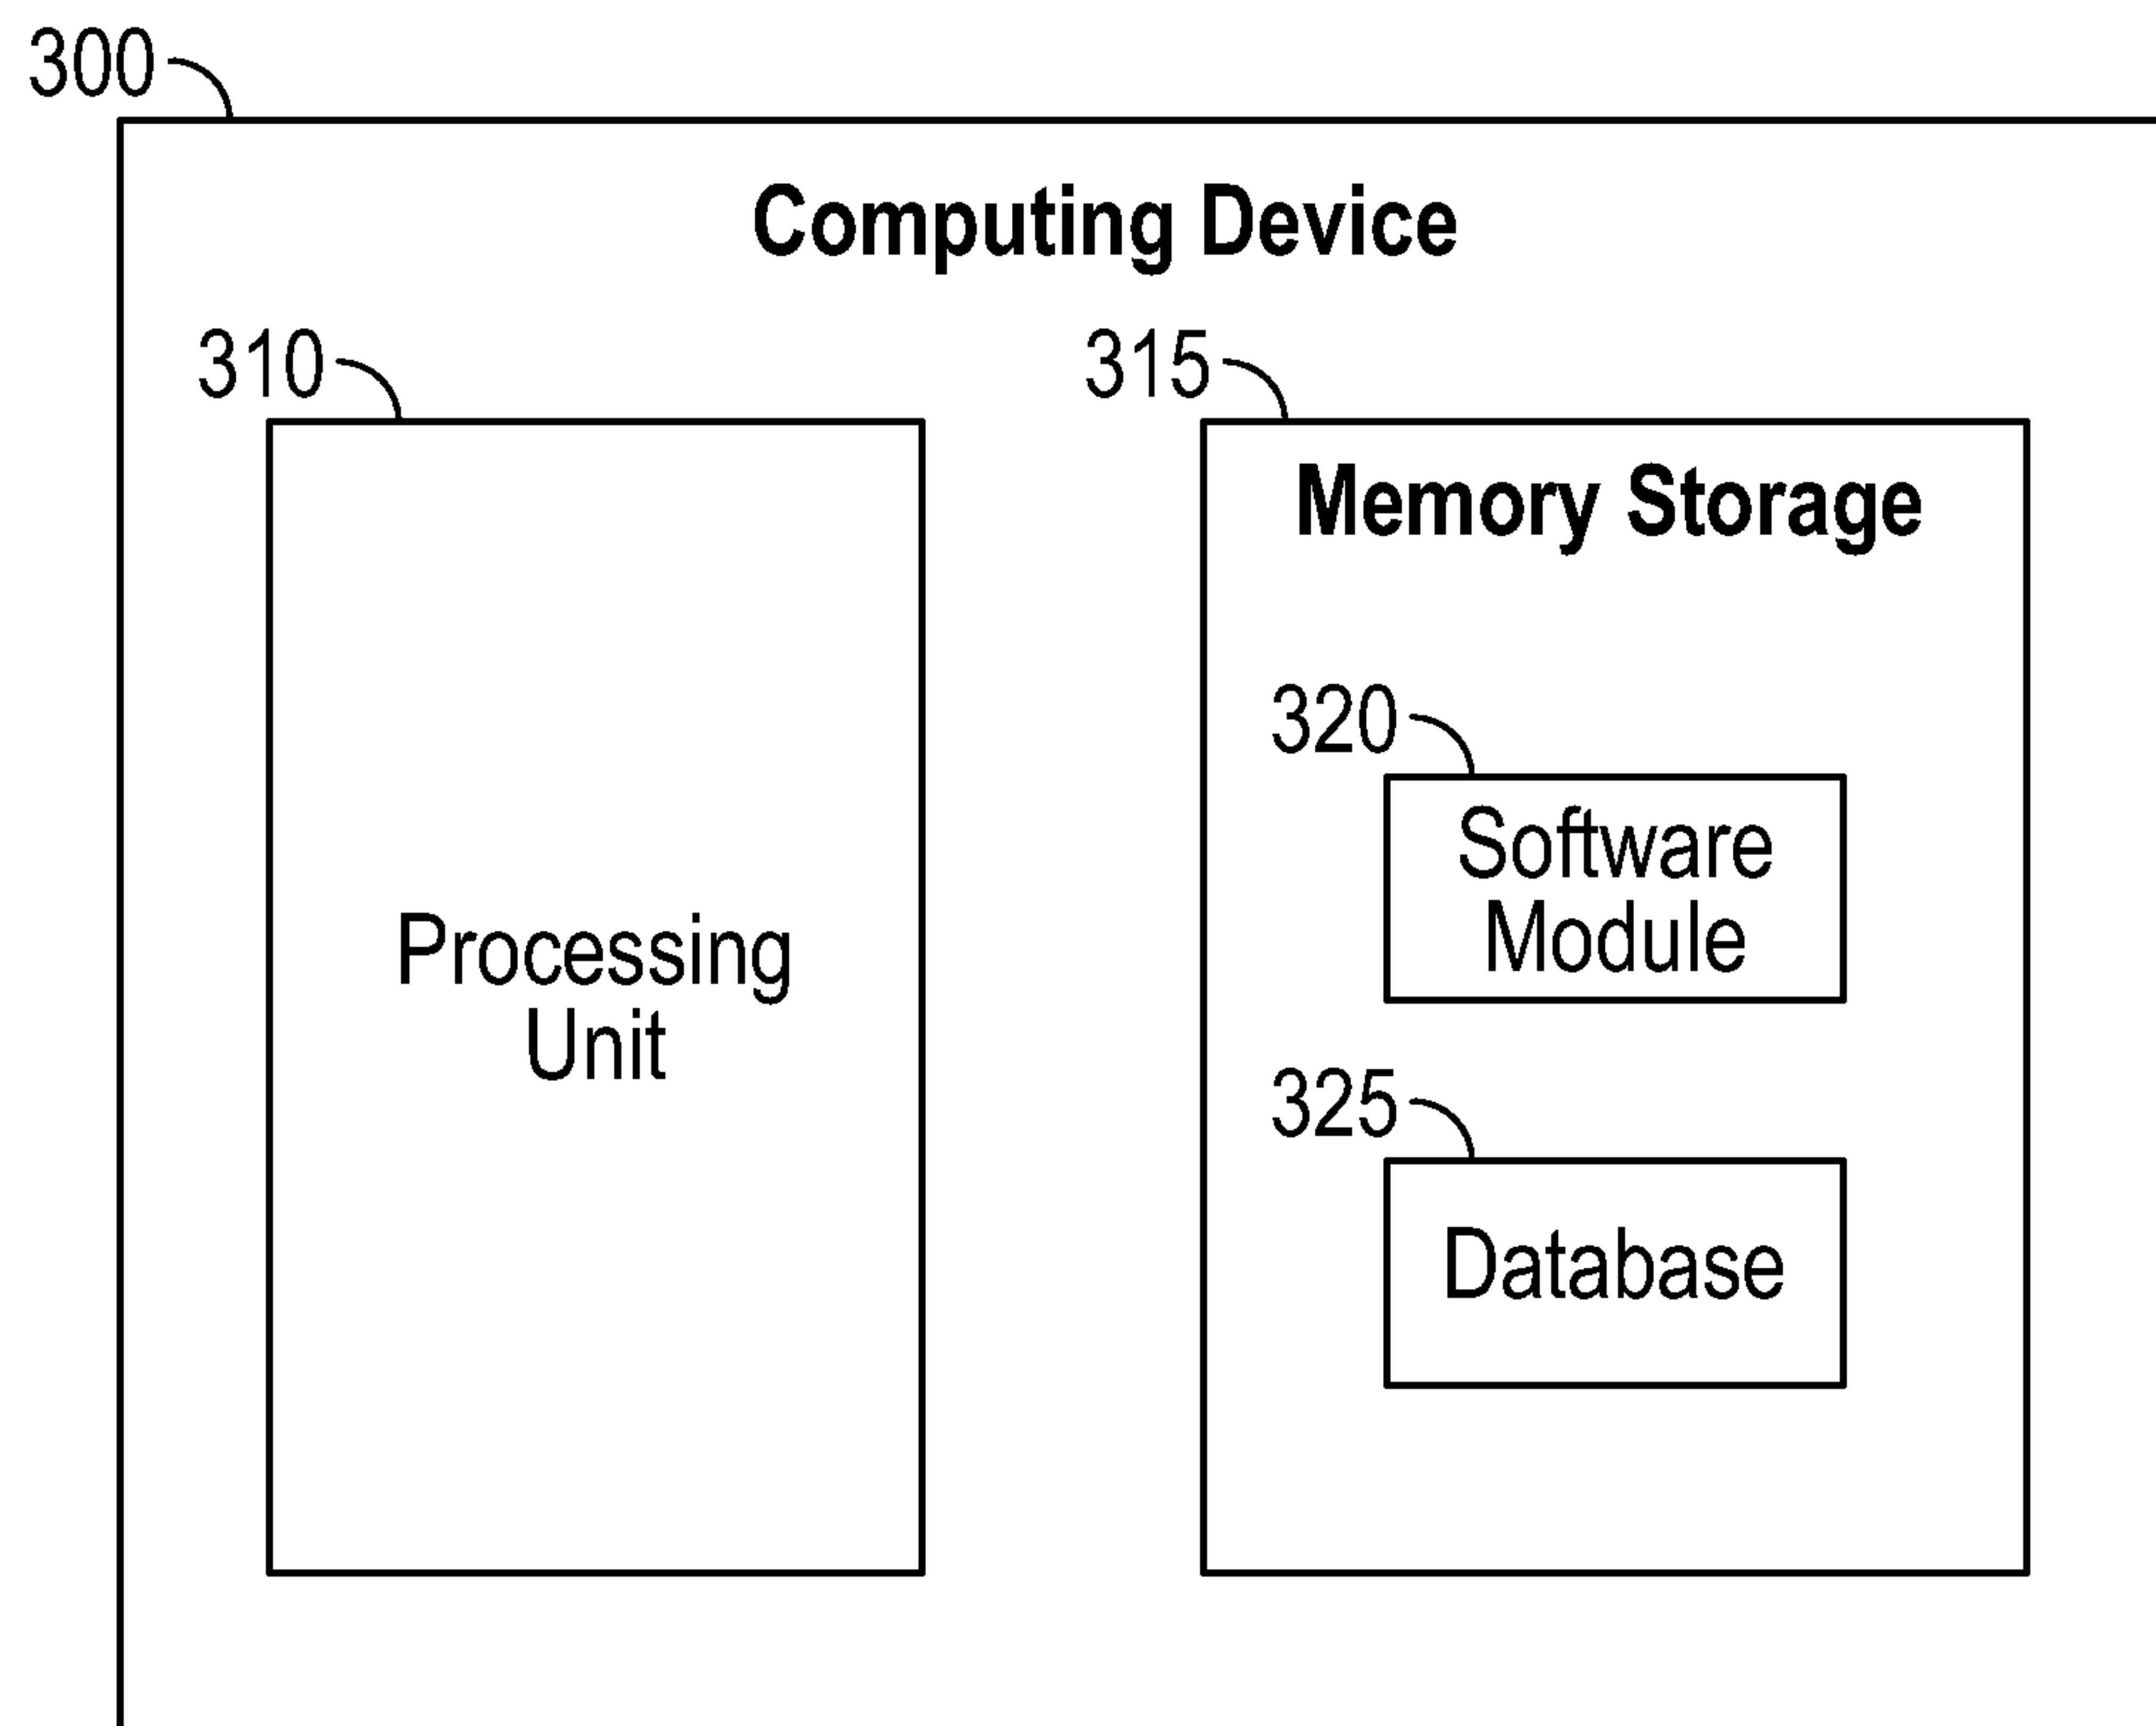 300
Computing Device
310
315
Memory Storage
320
Software
Module
Processing
Unit
325
Database